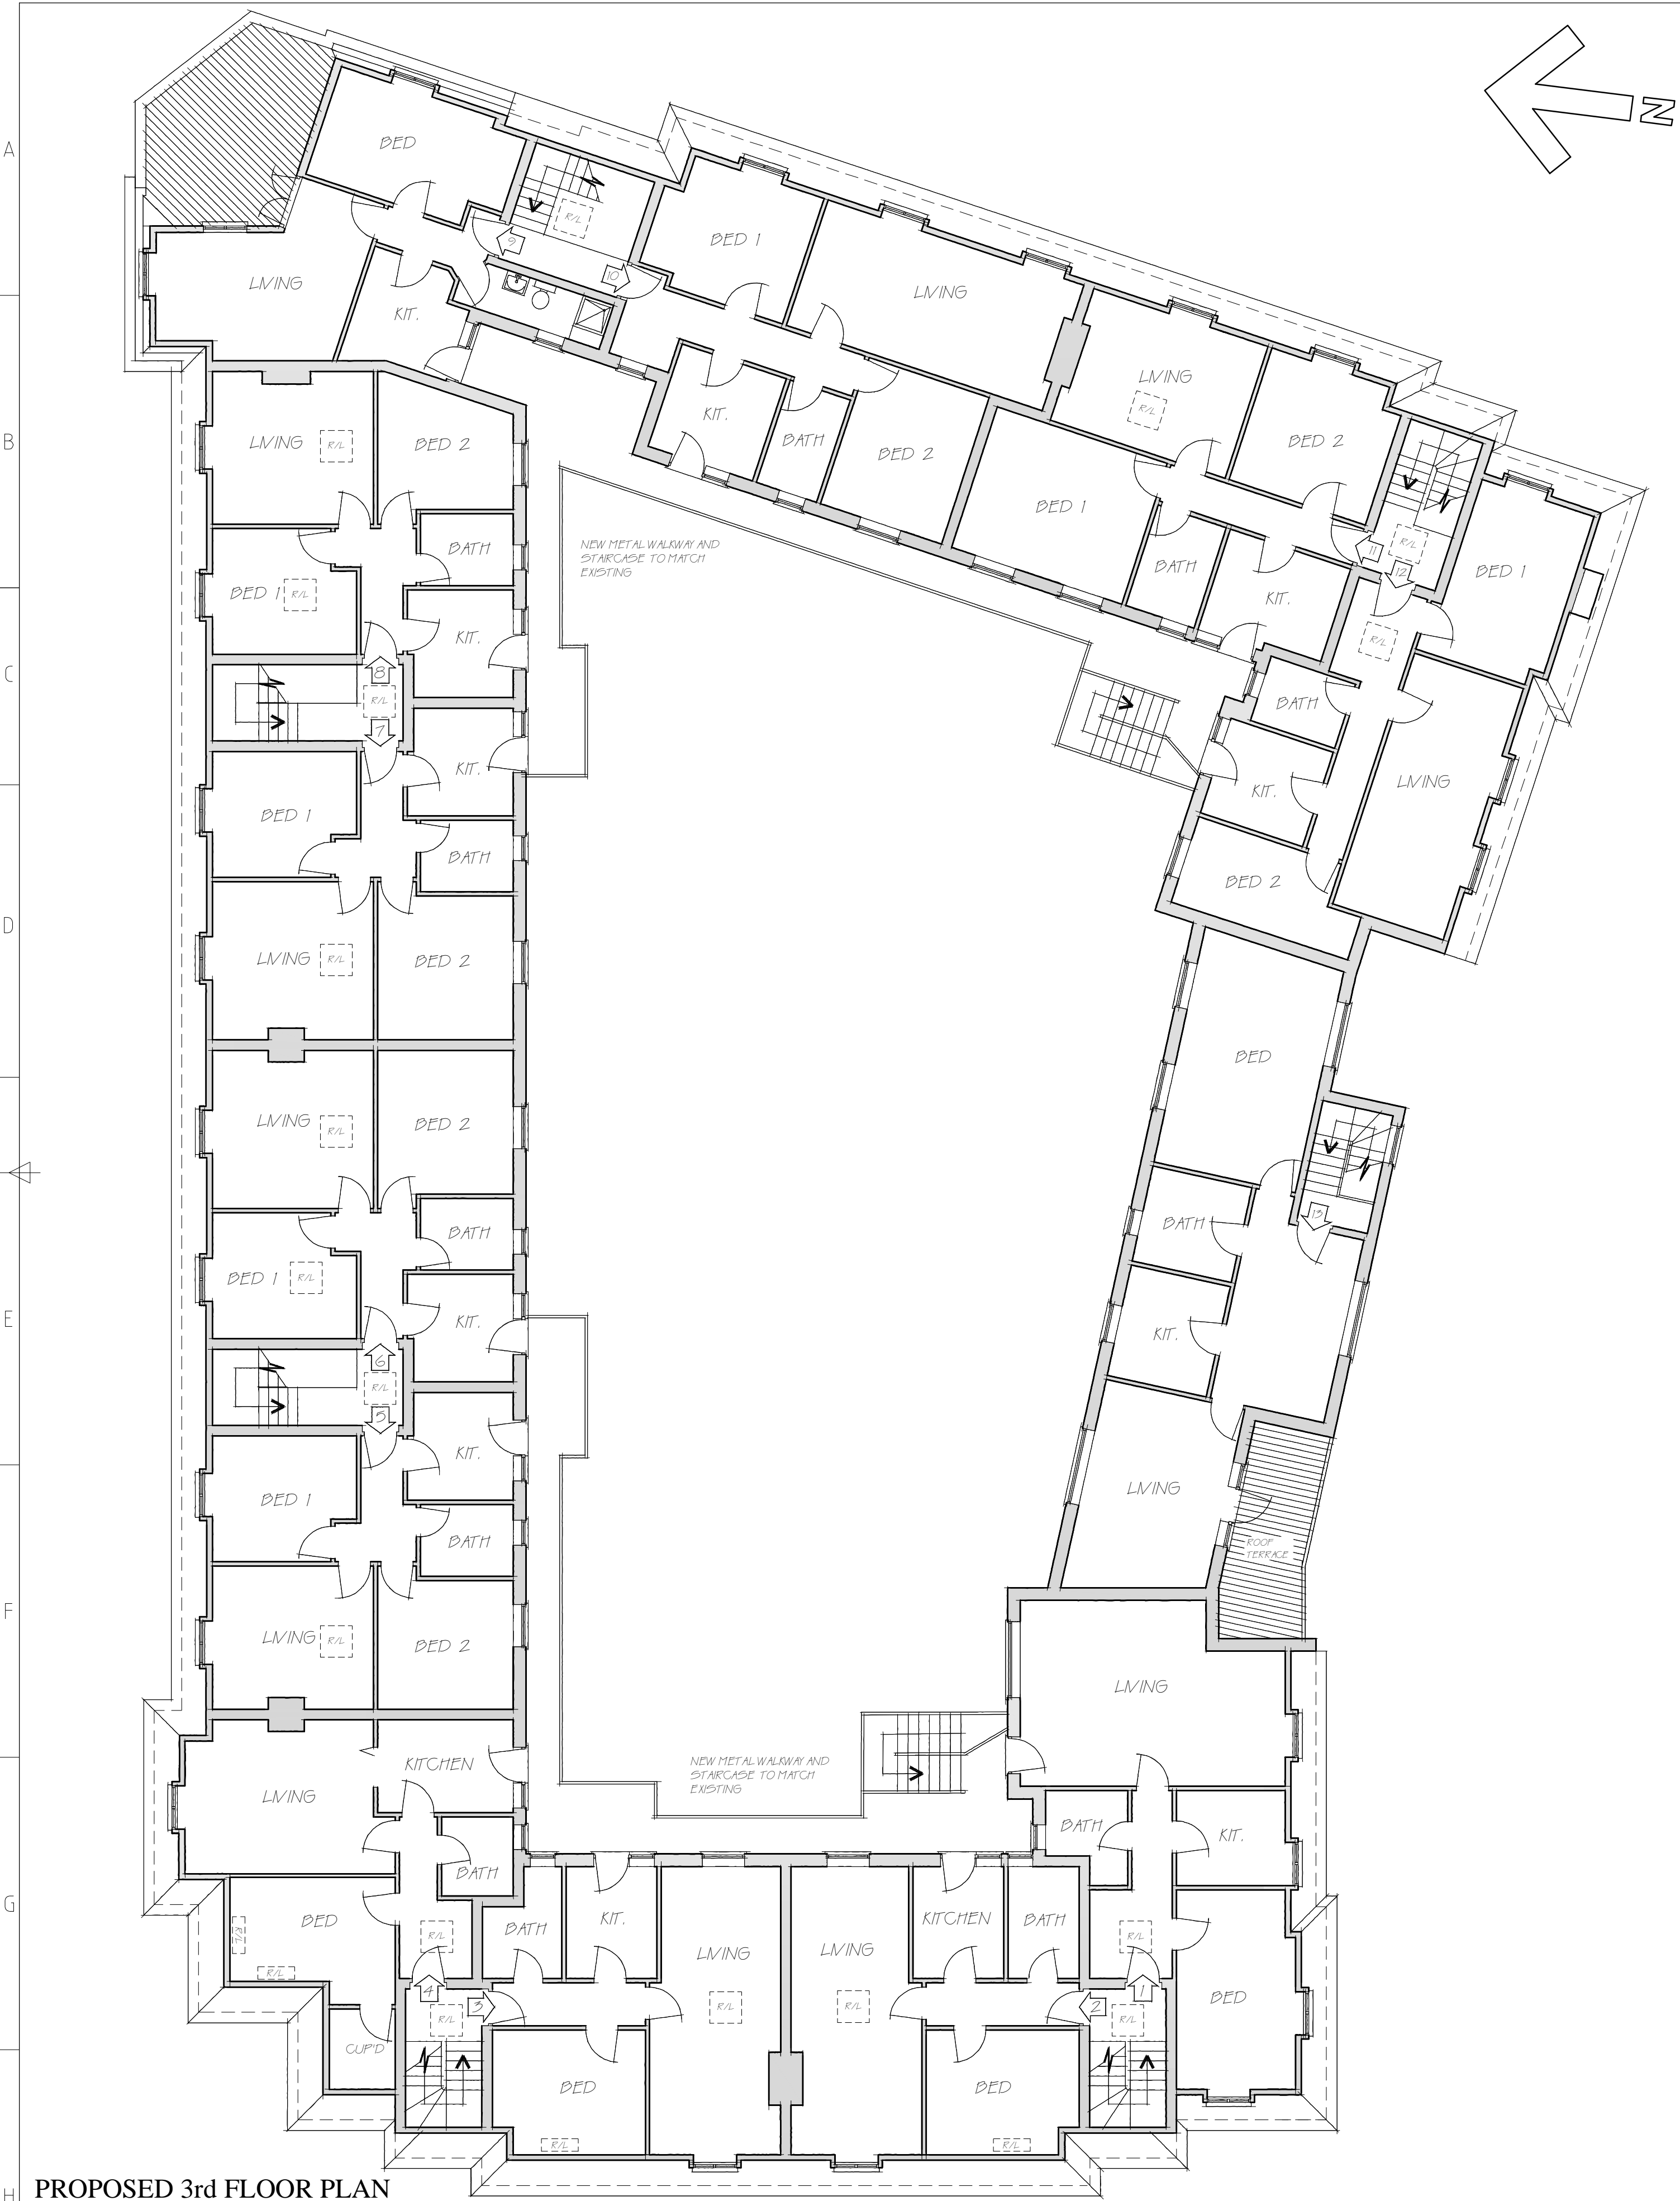 N
A
BED
R/L
9
10
BED 1
LIVING
LIVING
KIT.
LIVING
R/L
BED 2
B
LIVING
R/L
BED 2
KIT.
BATH
BED 2
BED 1
BATH
NEW METAL WALKWAY AND
STAIRCASE TO MATCH
EXISTING
BATH
KIT.
11
12
R/L
R/L
BED 1
BED 1
R/L
KIT.
C
8
R/L
7
BATH
KIT.
LIVING
KIT.
BED 1
BATH
BED 2
D
LIVING
R/L
BED 2
BED
LIVING
R/L
BED 2
BATH
BED 1
R/L
KIT.
E
6
R/L
5
BATH
13
KIT.
KIT.
BED 1
BATH
LIVING
ROOF
TERRACE
F
LIVING
R/L
BED 2
LIVING
KITCHEN
LIVING
NEW METAL WALKWAY AND
STAIRCASE TO MATCH
EXISTING
BATH
BATH
KIT.
G
BED
R/L
R/L
R/L
BATH
KIT.
LIVING
R/L
LIVING
R/L
KITCHEN
BATH
R/L
BED
4
3
R/L
2
1
R/L
CUP'D
BED
R/L
BED
R/L
H
PROPOSED 3rd FLOOR PLAN